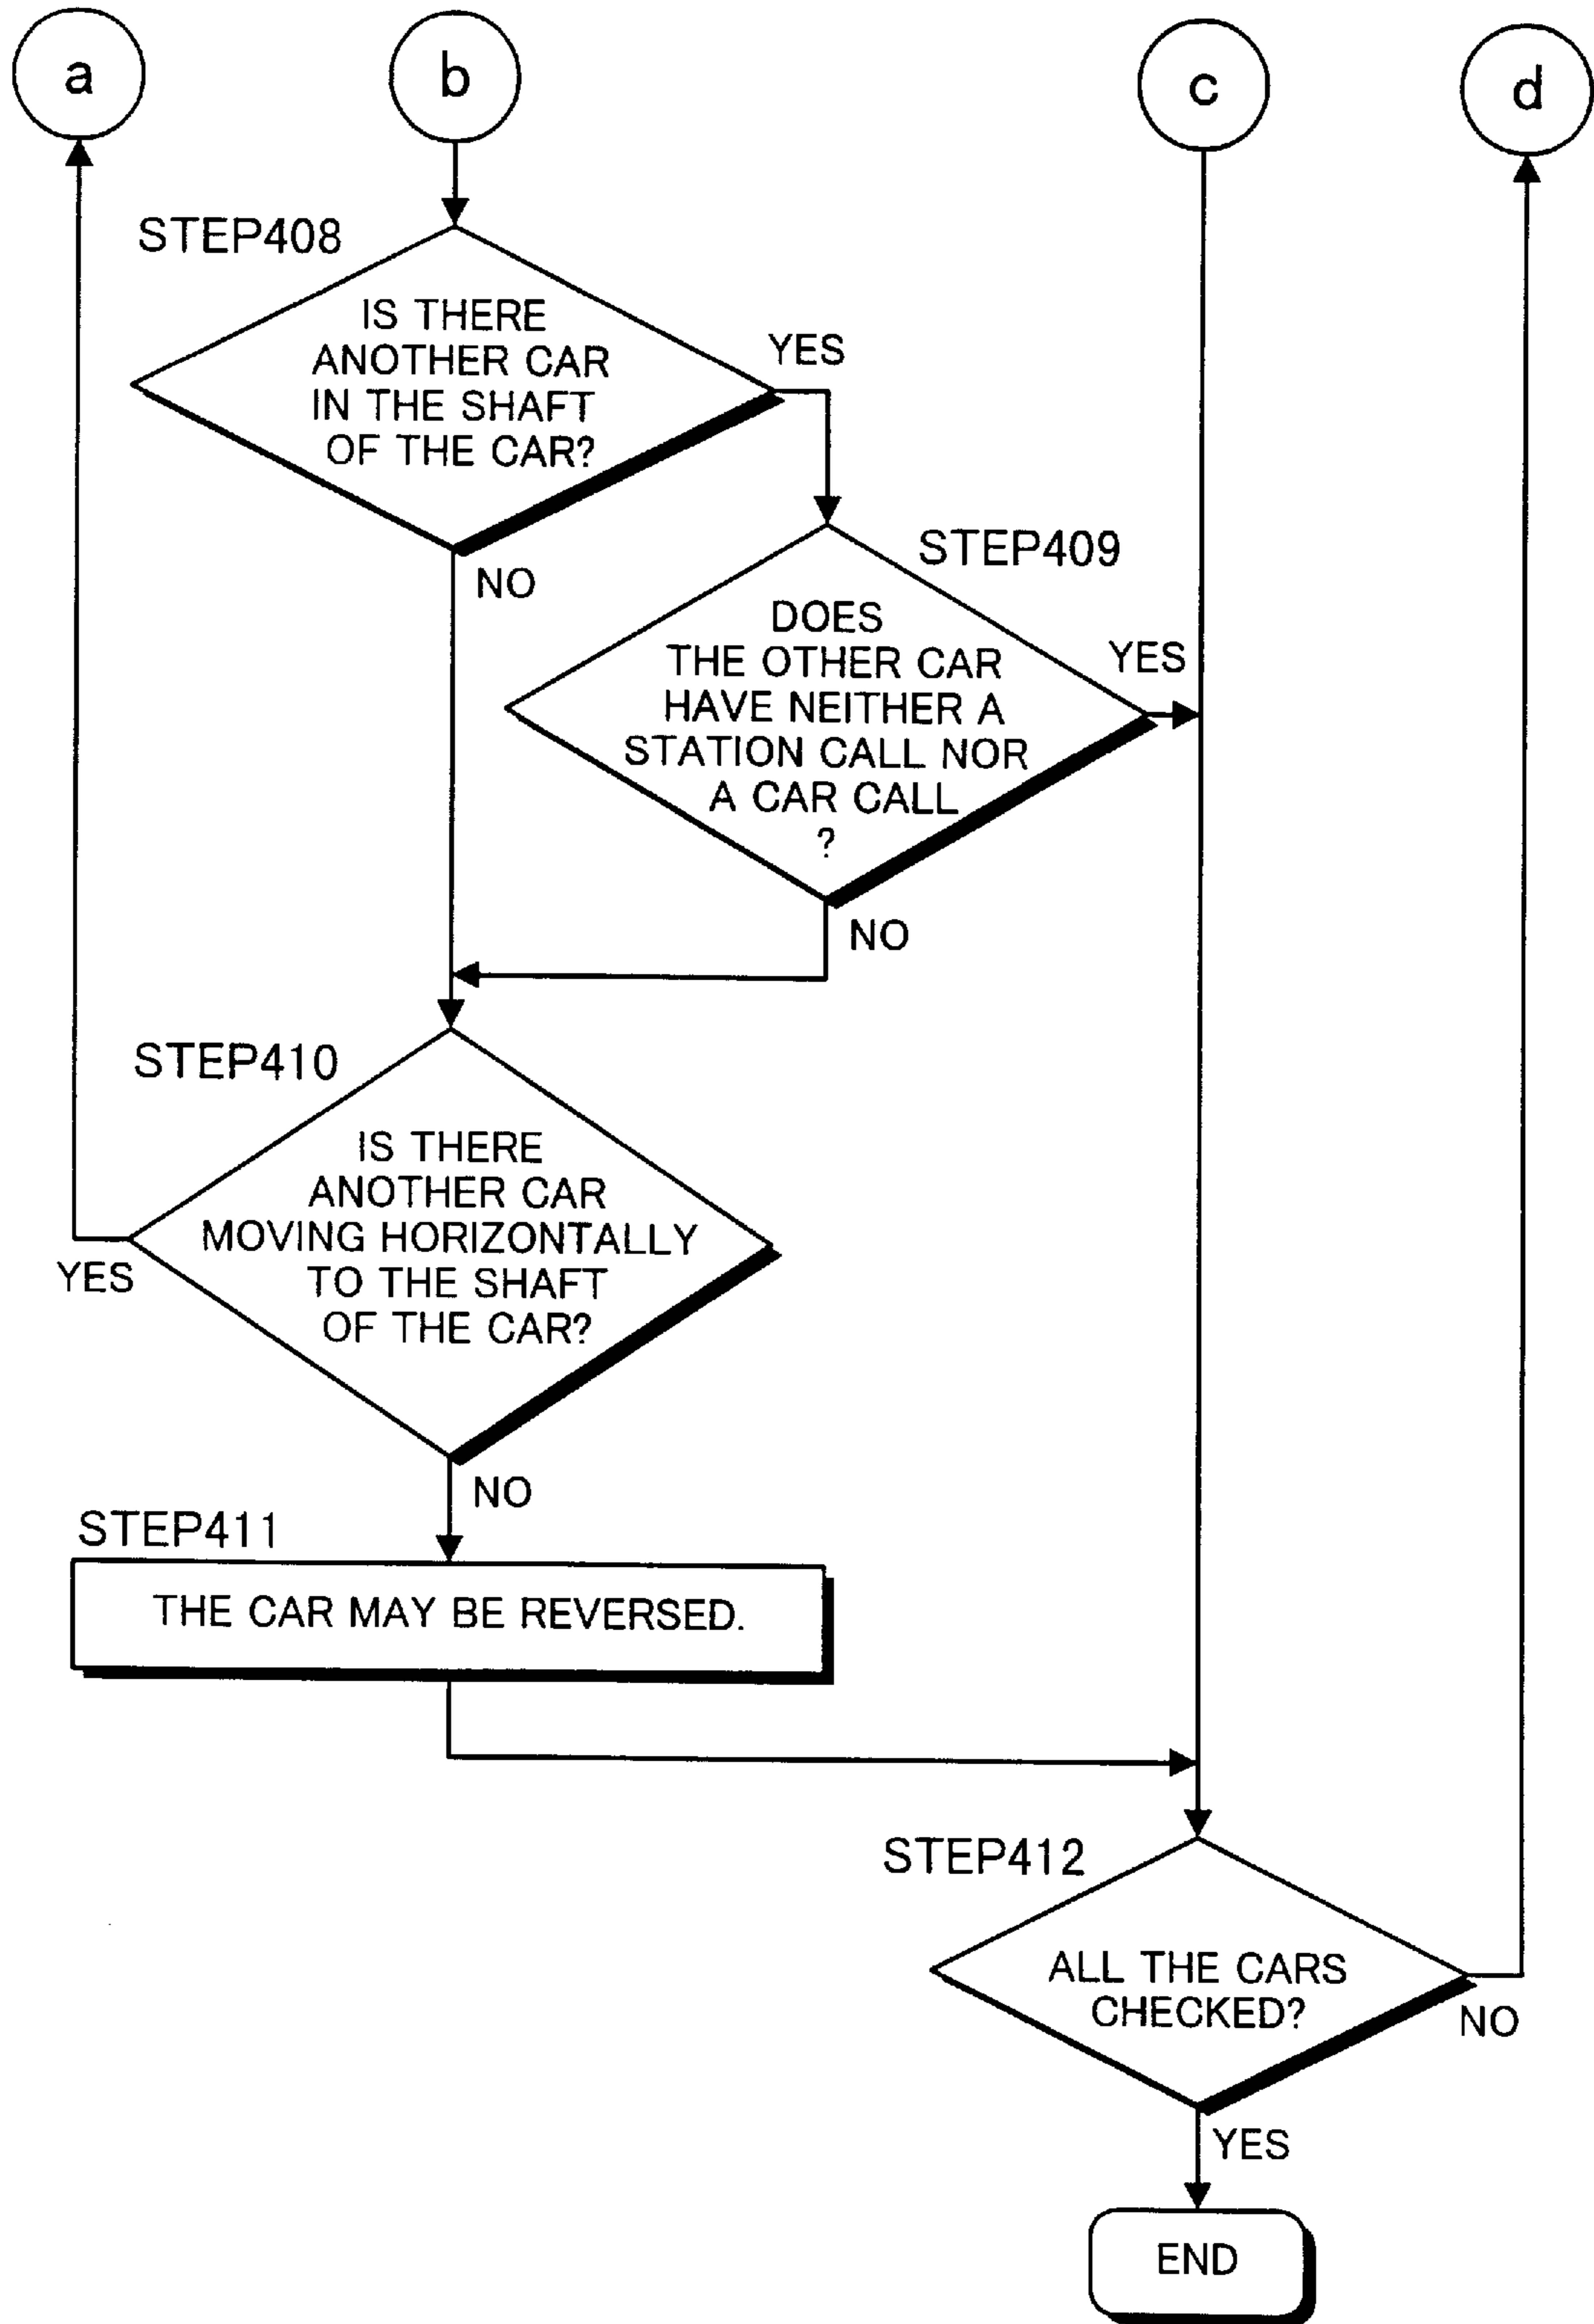 a
b
c
d
STEP408
IS THERE
ANOTHER CAR
IN THE SHAFT
OF THE CAR?
YES
NO
STEP409
DOES
THE OTHER CAR
HAVE NEITHER A
STATION CALL NOR
A CAR CALL
?
YES
NO
STEP410
IS THERE
ANOTHER CAR
MOVING HORIZONTALLY
TO THE SHAFT
OF THE CAR?
YES
NO
STEP411
THE CAR MAY BE REVERSED.
STEP412
ALL THE CARS
CHECKED?
NO
YES
END